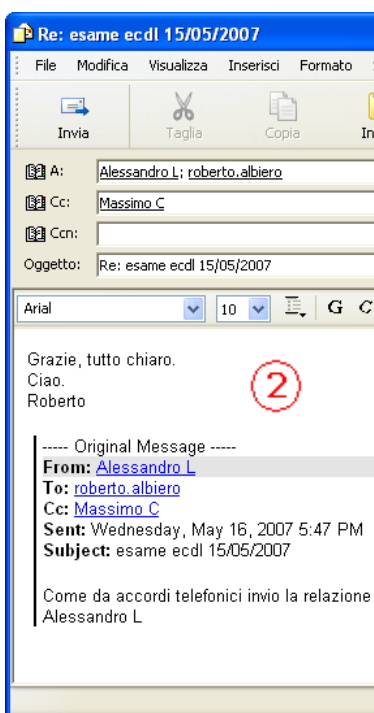 Re: esame ecdl 15/05/2007
File Modifica Visualizza Inserisci Formato
Invia Taglia Copia
A: Alessandro L; roberto.albiero
Cc: Massimo C
Ccn:
Oggetto: Re: esame ecdl 15/05/2007
Arial 10 G C
Grazie, tutto chiaro.
Ciao.
Roberto
2
----- Original Message -----
From: Alessandro L
To: roberto.albiero
Cc: Massimo C
Sent: Wednesday, May 16, 2007 5:47 PM
Subject: esame ecdl 15/05/2007
Come da accordi telefonici invio la relazione
Alessandro L